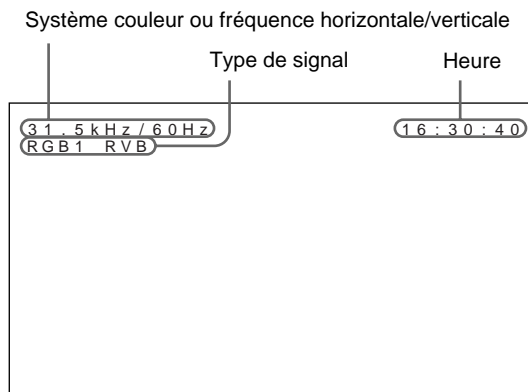 Système couleur ou fréquence horizontale/verticale
Type de signal Heure
31.5kHz/60Hz 16:30:40
RGB1 RVB